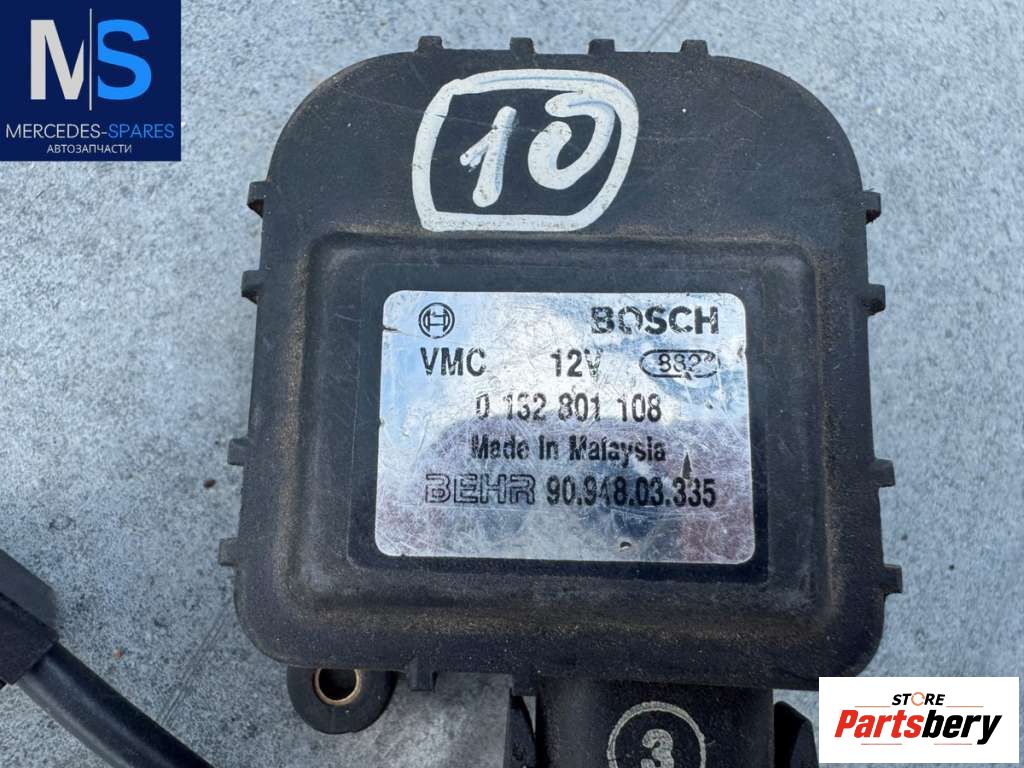 MS
MERCEDES-SPARES
АВТОЗАПЧАСТИ
10
BOSCH
VMC 12V 882
0 132 801 108
Made In Malaysia
BEHR 90.948.03.335
3
STORE
Partsbery